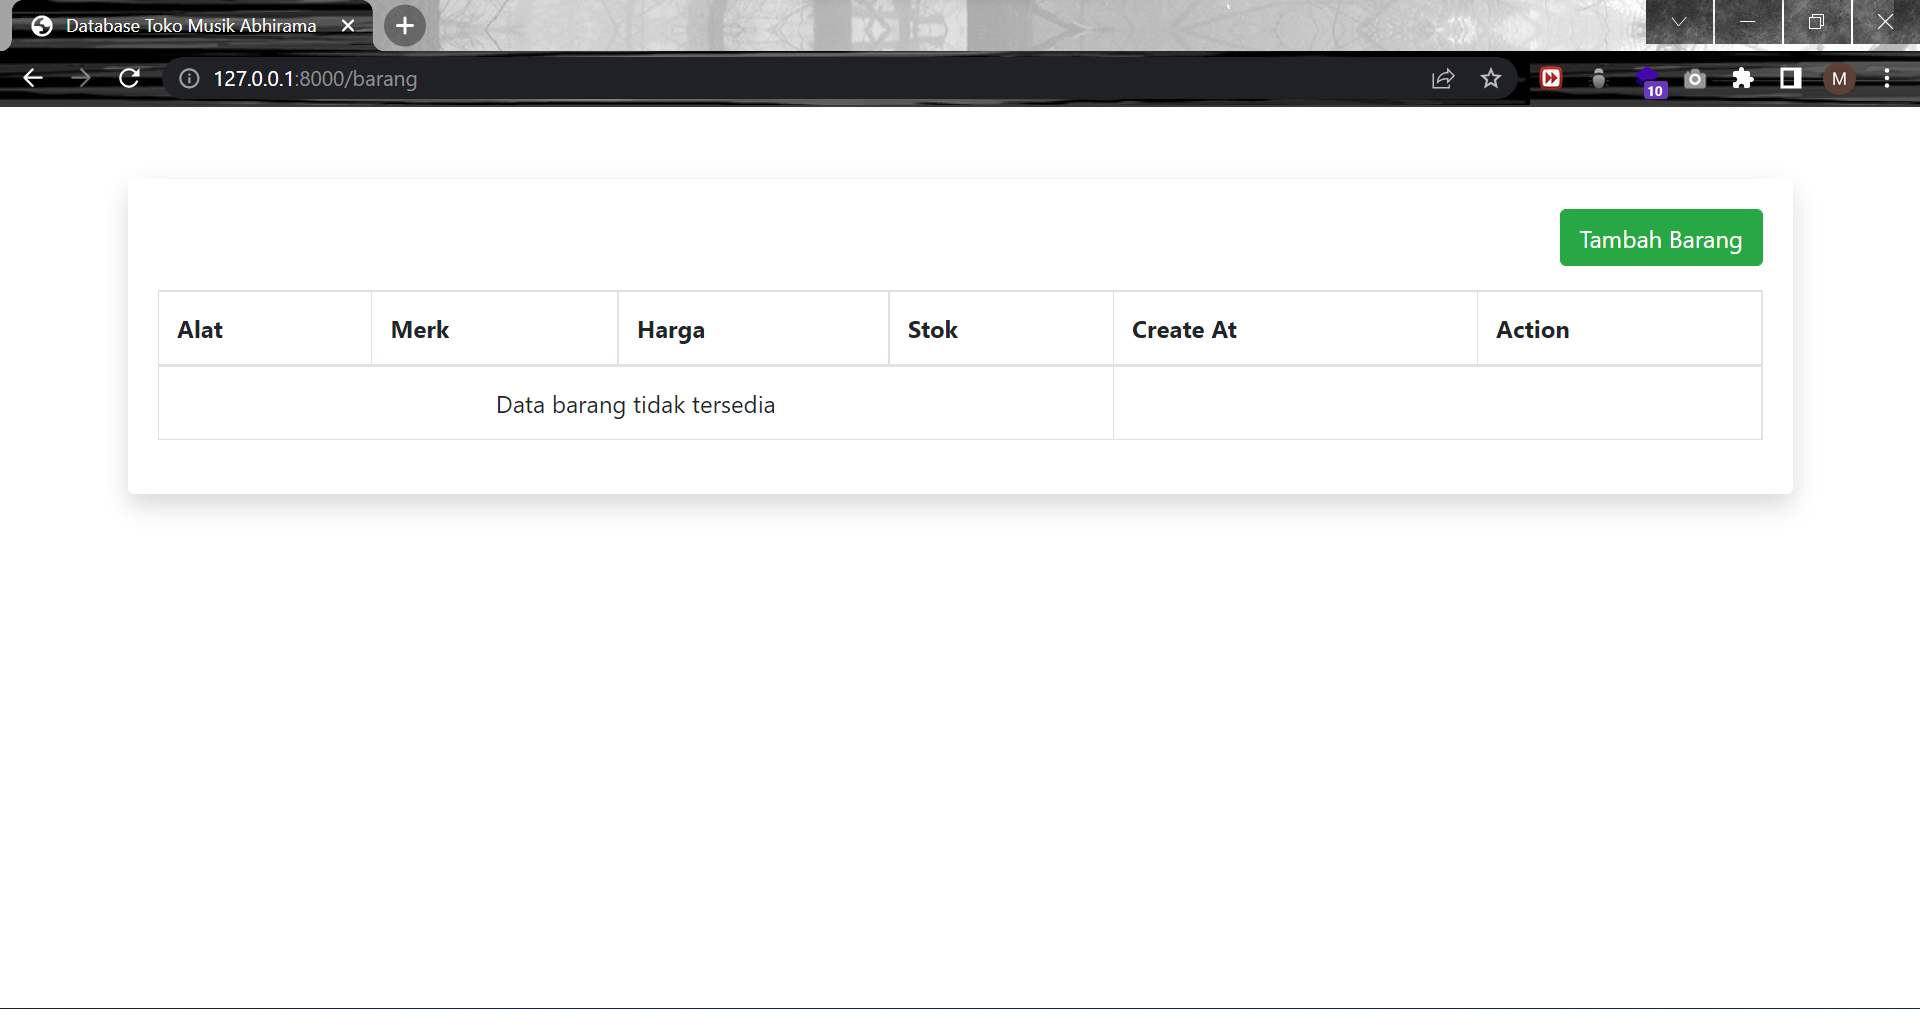 Database Toko Musik Abhirama
127.0.0.1:8000/barang
10
M
Tambah Barang
Alat Merk Harga Stok Create At Action
Data barang tidak tersedia